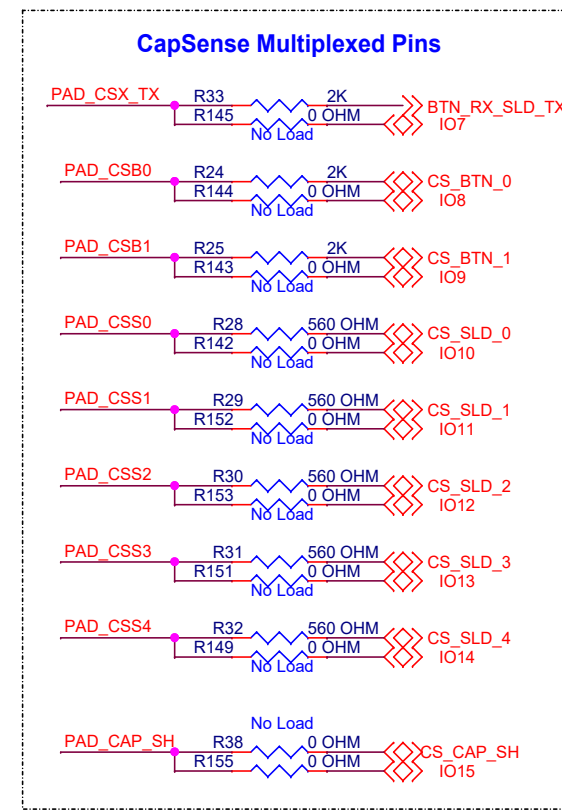 CapSense Multiplexed Pins
PAD_CSX_TX R33 2K BTN_RX_SLD_TX
R145 0 OHM IO7
No Load
PAD_CSB0 R24 2K CS_BTN_0
R144 0 OHM IO8
No Load
PAD_CSB1 R25 2K CS_BTN_1
R143 0 OHM IO9
No Load
PAD_CSS0 R28 560 OHM CS_SLD_0
R142 0 OHM IO10
No Load
PAD_CSS1 R29 560 OHM CS_SLD_1
R152 0 OHM IO11
No Load
PAD_CSS2 R30 560 OHM CS_SLD_2
R153 0 OHM IO12
No Load
PAD_CSS3 R31 560 OHM CS_SLD_3
R151 0 OHM IO13
No Load
PAD_CSS4 R32 560 OHM CS_SLD_4
R149 0 OHM IO14
No Load
No Load
PAD_CAP_SH R38 0 OHM CS_CAP_SH
R155 0 OHM IO15